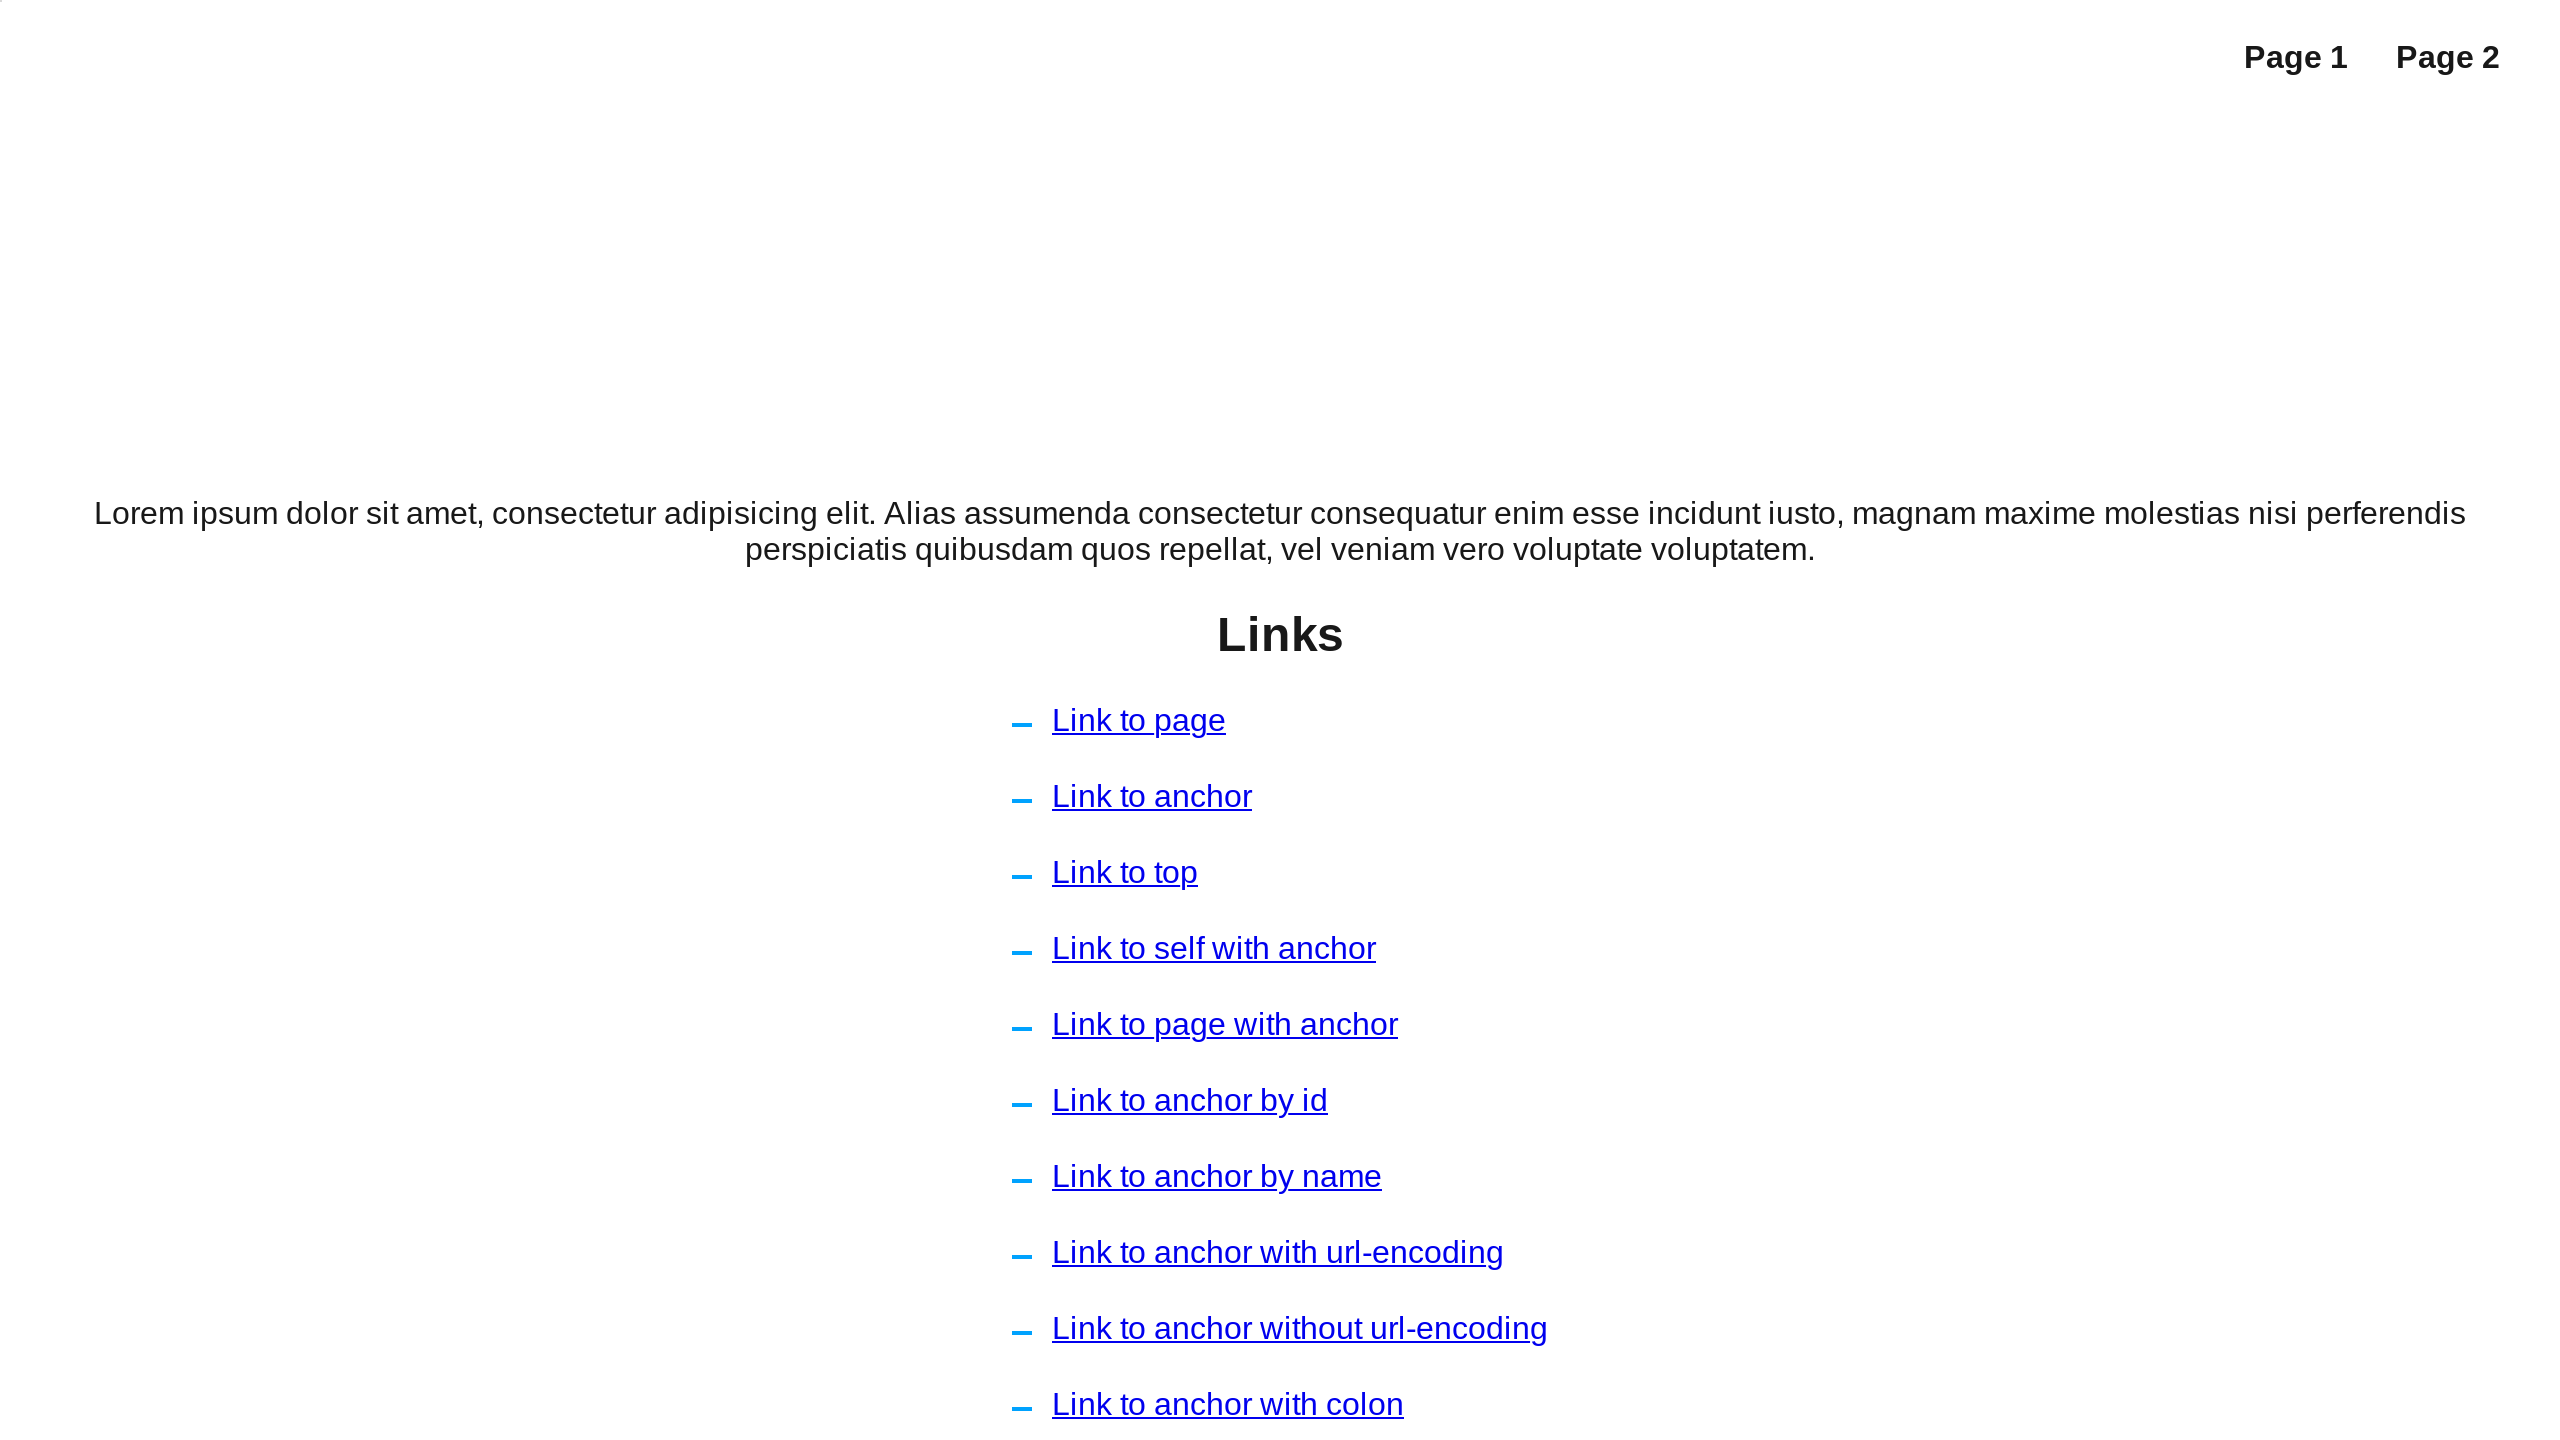 Page 1 Page 2
Lorem ipsum dolor sit amet, consectetur adipisicing elit. Alias assumenda consectetur consequatur enim esse incidunt iusto, magnam maxime molestias nisi perferendis
perspiciatis quibusdam quos repellat, vel veniam vero voluptate voluptatem.
Links
Link to page
Link to anchor
Link to top
Link to self with anchor
Link to page with anchor
Link to anchor by id
Link to anchor by name
Link to anchor with url-encoding
Link to anchor without url-encoding
Link to anchor with colon